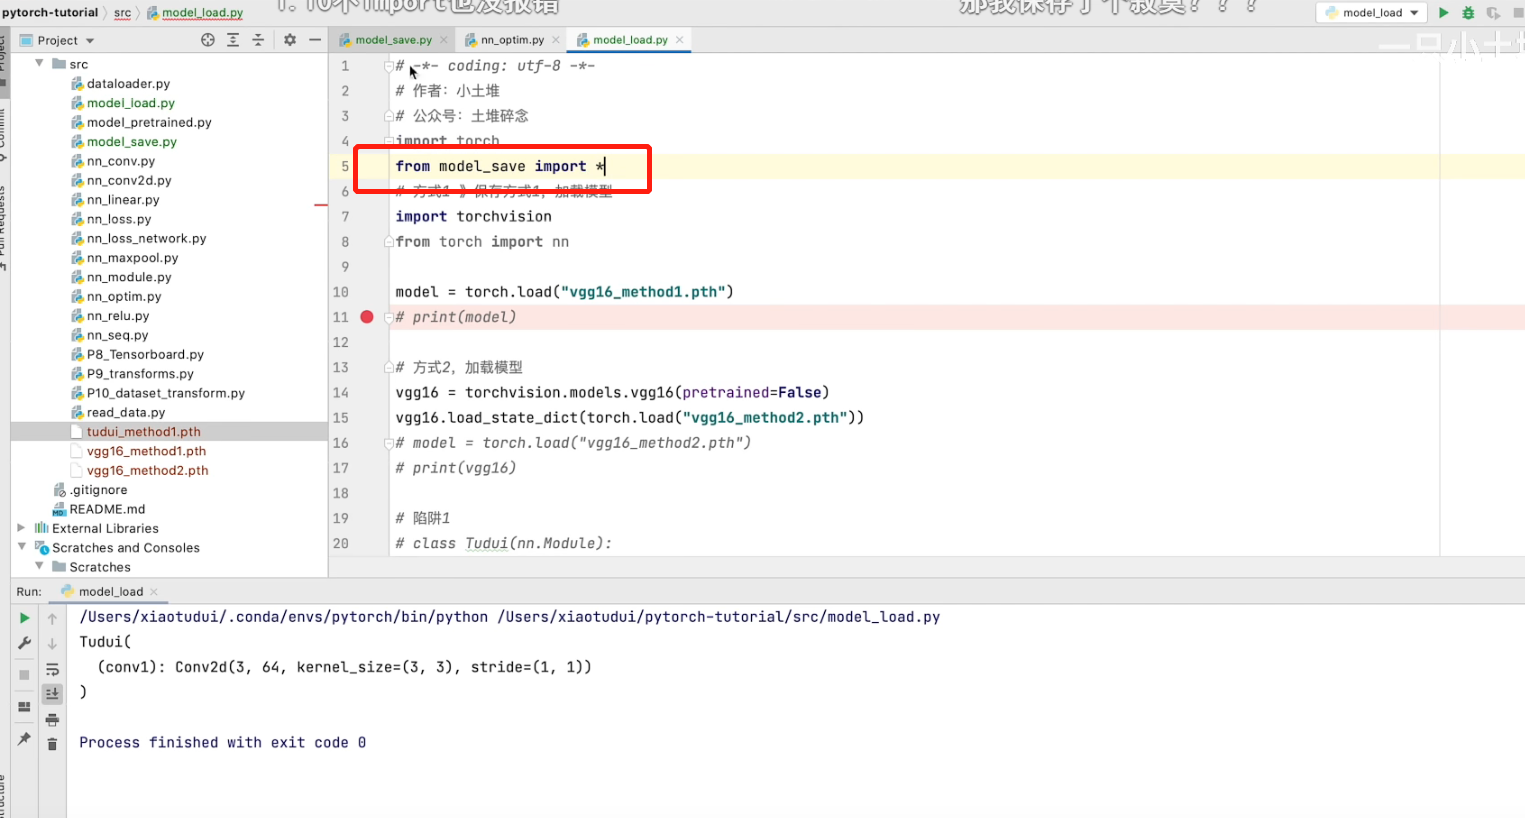 pytorch-tutorial
src
model_load.py
1. 10不import也没报错
那我保存了个寂寞？？？
model_load
Project
model_save.py
nn_optim.py
model_load.py
src
dataloader.py
model_load.py
model_pretrained.py
model_save.py
nn_conv.py
nn_conv2d.py
nn_linear.py
nn_loss.py
nn_loss_network.py
nn_maxpool.py
nn_module.py
nn_optim.py
nn_relu.py
nn_seq.py
P8_Tensorboard.py
P9_transforms.py
P10_dataset_transform.py
read_data.py
tudui_method1.pth
vgg16_method1.pth
vgg16_method2.pth
.gitignore
README.md
External Libraries
Scratches and Consoles
Scratches
1 # -*- coding: utf-8 -*-
2 # 作者：小土堆
3 # 公众号：土堆碎念
4 import torch
5 from model_save import *
6 # 方式1-》保存方式1，加载模型
7 import torchvision
8 from torch import nn
9
10 model = torch.load("vgg16_method1.pth")
11 # print(model)
12
13 # 方式2，加载模型
14 vgg16 = torchvision.models.vgg16(pretrained=False)
15 vgg16.load_state_dict(torch.load("vgg16_method2.pth"))
16 # model = torch.load("vgg16_method2.pth")
17 # print(vgg16)
18
19 # 陷阱1
20 # class Tudui(nn.Module):
Run:
model_load
/Users/xiaotudui/.conda/envs/pytorch/bin/python /Users/xiaotudui/pytorch-tutorial/src/model_load.py
Tudui(
(conv1): Conv2d(3, 64, kernel_size=(3, 3), stride=(1, 1))
)
Process finished with exit code 0